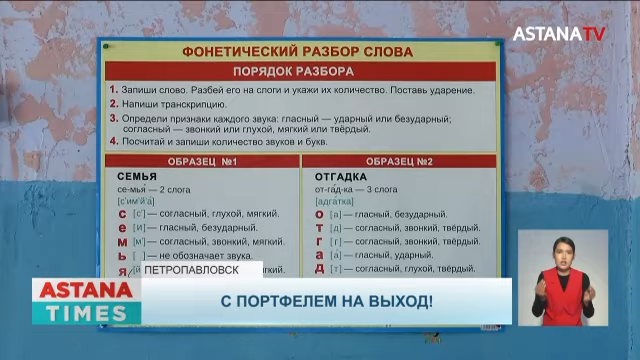 ASTANATV
ФОНЕТИЧЕСКИЙ РАЗБОР СЛОВА
ПОРЯДОК РАЗБОРА
1. Запиши слово. Разбей его на слоги и укажи их количество. Поставь ударение.
2. Напиши транскрипцию.
3. Определи признаки каждого звука: гласный — ударный или безударный;
согласный — звонкий или глухой, мягкий или твёрдый.
4. Посчитай и запиши количество звуков и букв.
ОБРАЗЕЦ №1
СЕМЬЯ
се-мья́ — 2 слога
[с'им'й'а́]
с [с'] — согласный, глухой, мягкий.
е [и] — гласный, безударный.
м [м'] — согласный, звонкий, мягкий.
ь [–] — не обозначает звука.
я
ОБРАЗЕЦ №2
ОТГАДКА
от-га́д-ка — 3 слога
[адга́тка]
о [а] — гласный, безударный.
т [д] — согласный, звонкий, твёрдый.
г [г] — согласный, звонкий, твёрдый.
а [а́] — гласный, ударный.
д [т] — согласный, глухой, твёрдый.
ПЕТРОПАВЛОВСК
ASTANA
TIMES
С ПОРТФЕЛЕМ НА ВЫХОД!